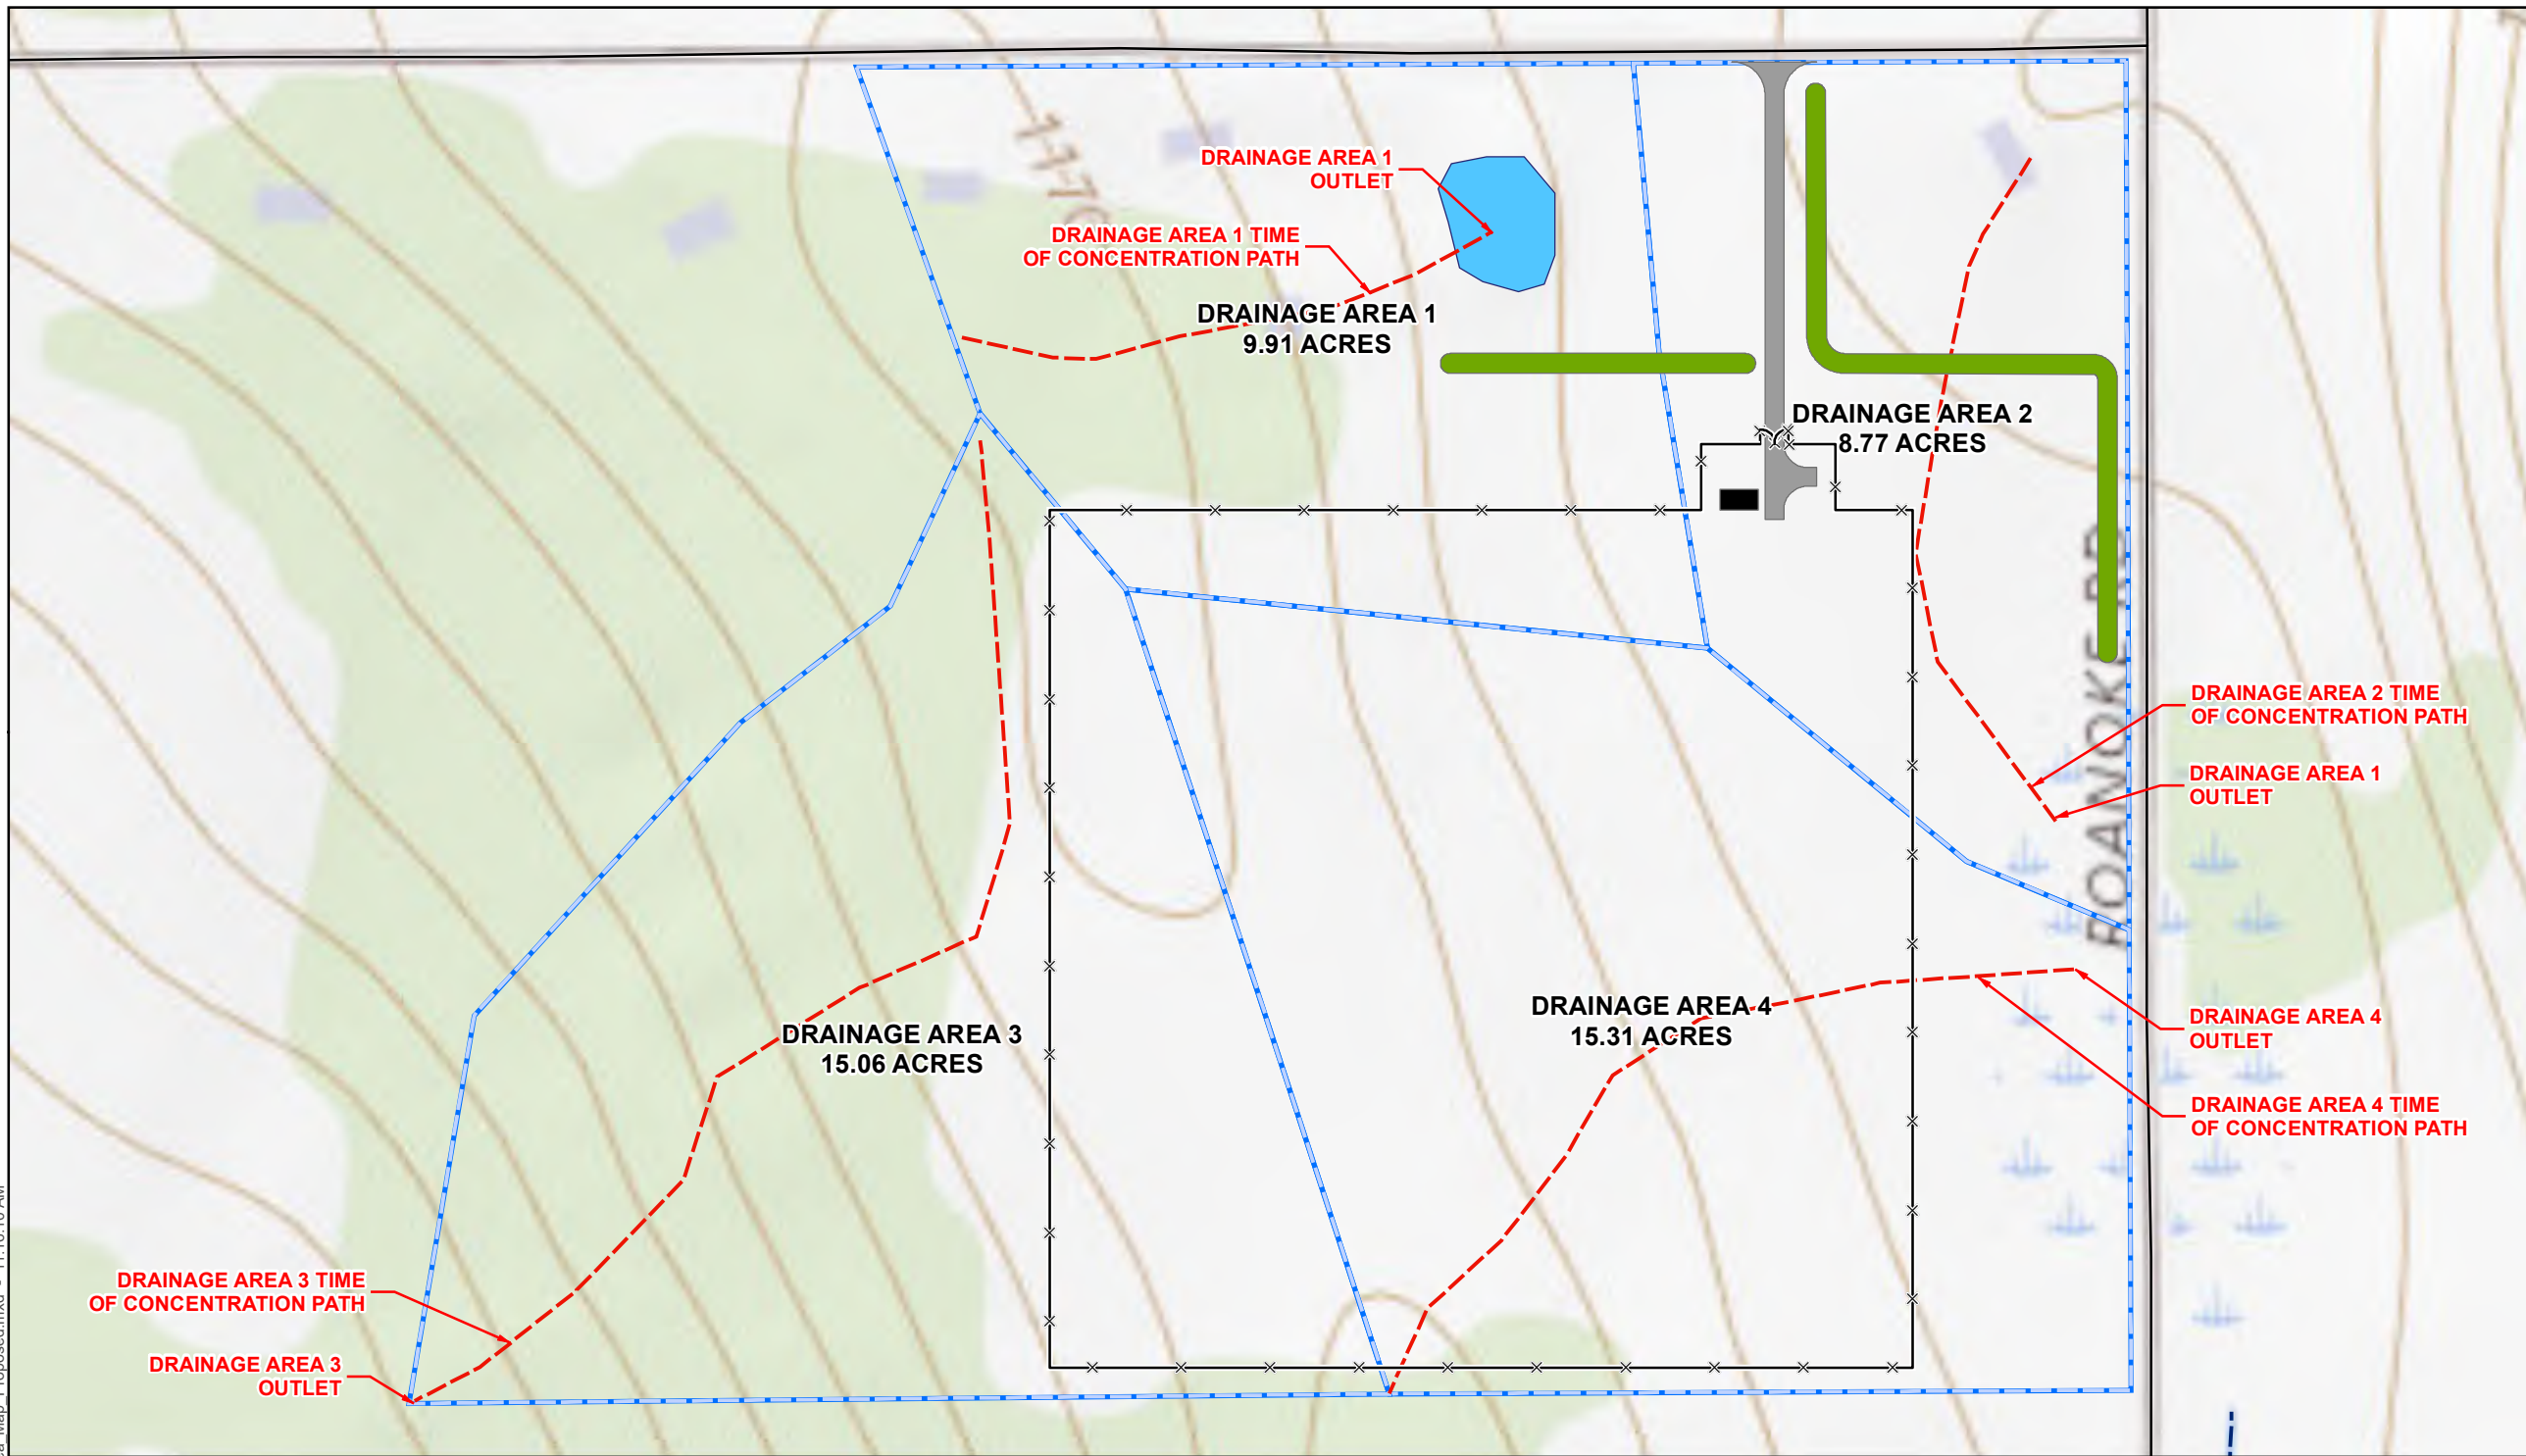 1170
DRAINAGE AREA 1
OUTLET
DRAINAGE AREA 1 TIME
OF CONCENTRATION PATH
DRAINAGE AREA 1
9.91 ACRES
DRAINAGE AREA 2
8.77 ACRES
ROANOKE RD
DRAINAGE AREA 2 TIME
OF CONCENTRATION PATH
DRAINAGE AREA 1
OUTLET
DRAINAGE AREA 3
15.06 ACRES
DRAINAGE AREA 4
15.31 ACRES
DRAINAGE AREA 4
OUTLET
DRAINAGE AREA 4 TIME
OF CONCENTRATION PATH
DRAINAGE AREA 3 TIME
OF CONCENTRATION PATH
DRAINAGE AREA 3
OUTLET